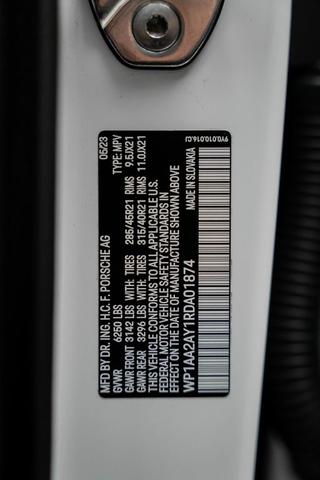 MFD BY DR. ING. H.C. F. PORSCHE AG 05/23
GVWR 6250 LBS TYPE: MPV
GAWR FRONT 3142 LBS WITH: TIRES 285/45R21 RIMS 9.5JX21
GAWR REAR 3296 LBS WITH: TIRES 315/40R21 RIMS 11.0JX21
THIS VEHICLE CONFORMS TO ALL APPLICABLE U.S.
FEDERAL MOTOR VEHICLE SAFETY STANDARDS IN
EFFECT ON THE DATE OF MANUFACTURE SHOWN ABOVE
WP1AA2AY1RDA01874 MADE IN SLOVAKIA
9Y0.010.016.CJ